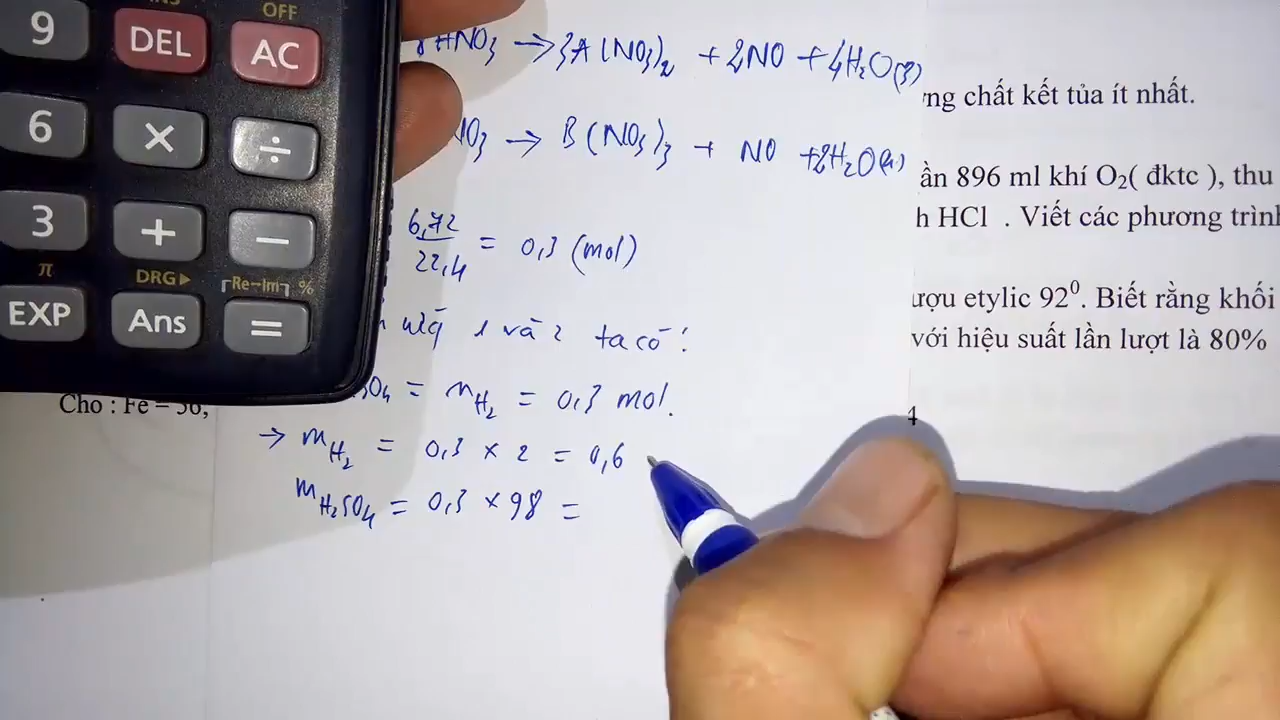 OFF
9 DEL AC
6 × ÷
3 + −
π DRG► Re-Im %
EXP Ans =
HNO₃ → 3A(NO₃)₂ + 2NO + 4H₂O (3)
NO₃ → B(NO₃)₃ + NO + 2H₂O
6,72/22,4 = 0,3 (mol)
1 và 2 ta có:
SO₄ = nH₂ = 0,3 mol.
→ mH₂ = 0,3 × 2 = 0,6
mH₂SO₄ = 0,3 × 98 =
Cho : Fe = 56,
ng chất kết tủa ít nhất.
ần 896 ml khí O₂( đktc ), thu
h HCl . Viết các phương trình
ượu etylic 92⁰. Biết rằng khối
với hiệu suất lần lượt là 80%
4